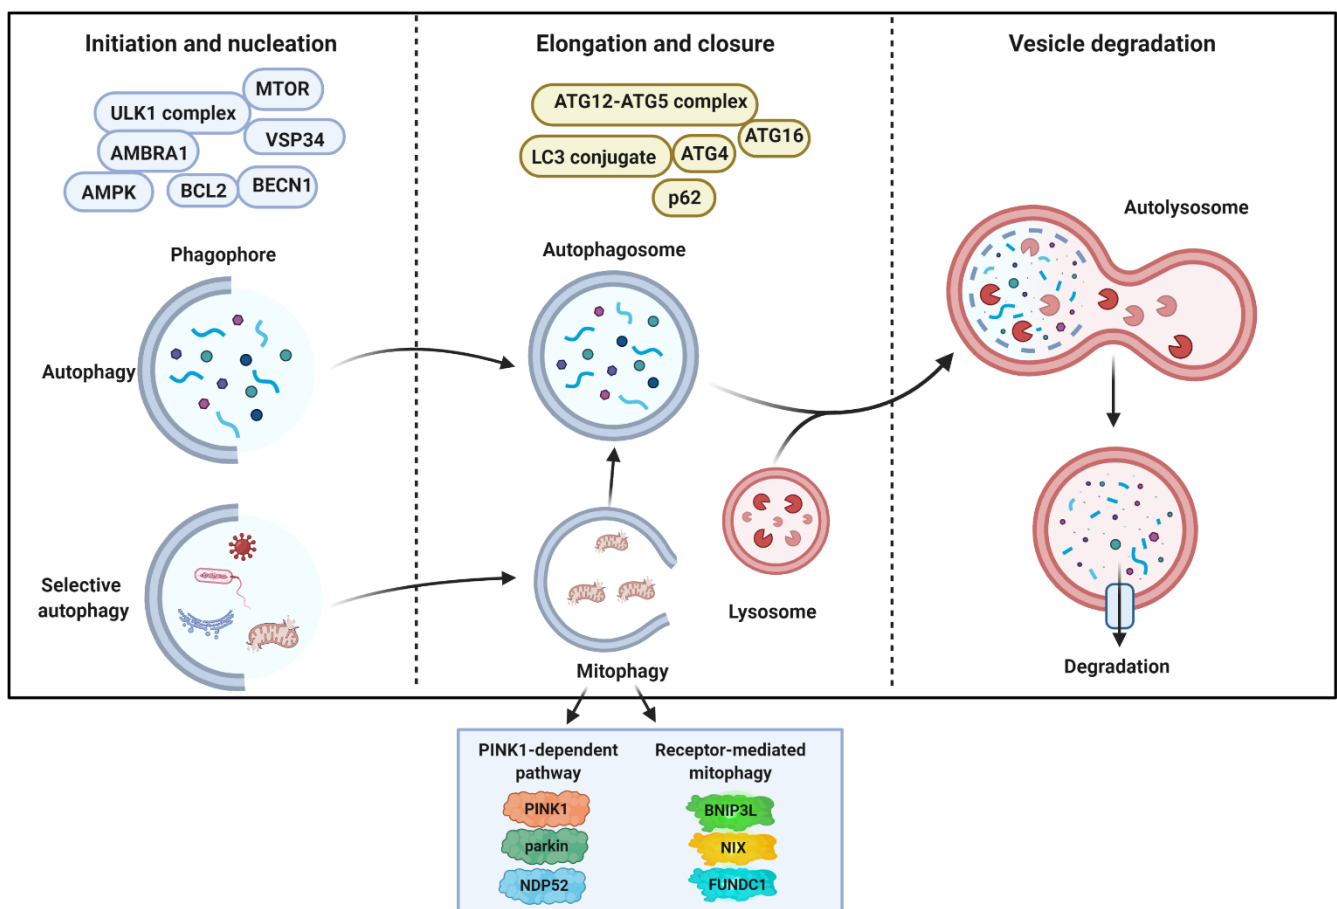 Initiation and nucleation
Elongation and closure
Vesicle degradation
MTOR
ULK1 complex
VSP34
AMBRA1
AMPK
BCL2
BECN1
ATG12-ATG5 complex
ATG16
LC3 conjugate
ATG4
p62
Phagophore
Autophagosome
Autolysosome
Autophagy
Selective
autophagy
Lysosome
Mitophagy
Degradation
PINK1-dependent
pathway
PINK1
parkin
NDP52
Receptor-mediated
mitophagy
BNIP3L
NIX
FUNDC1